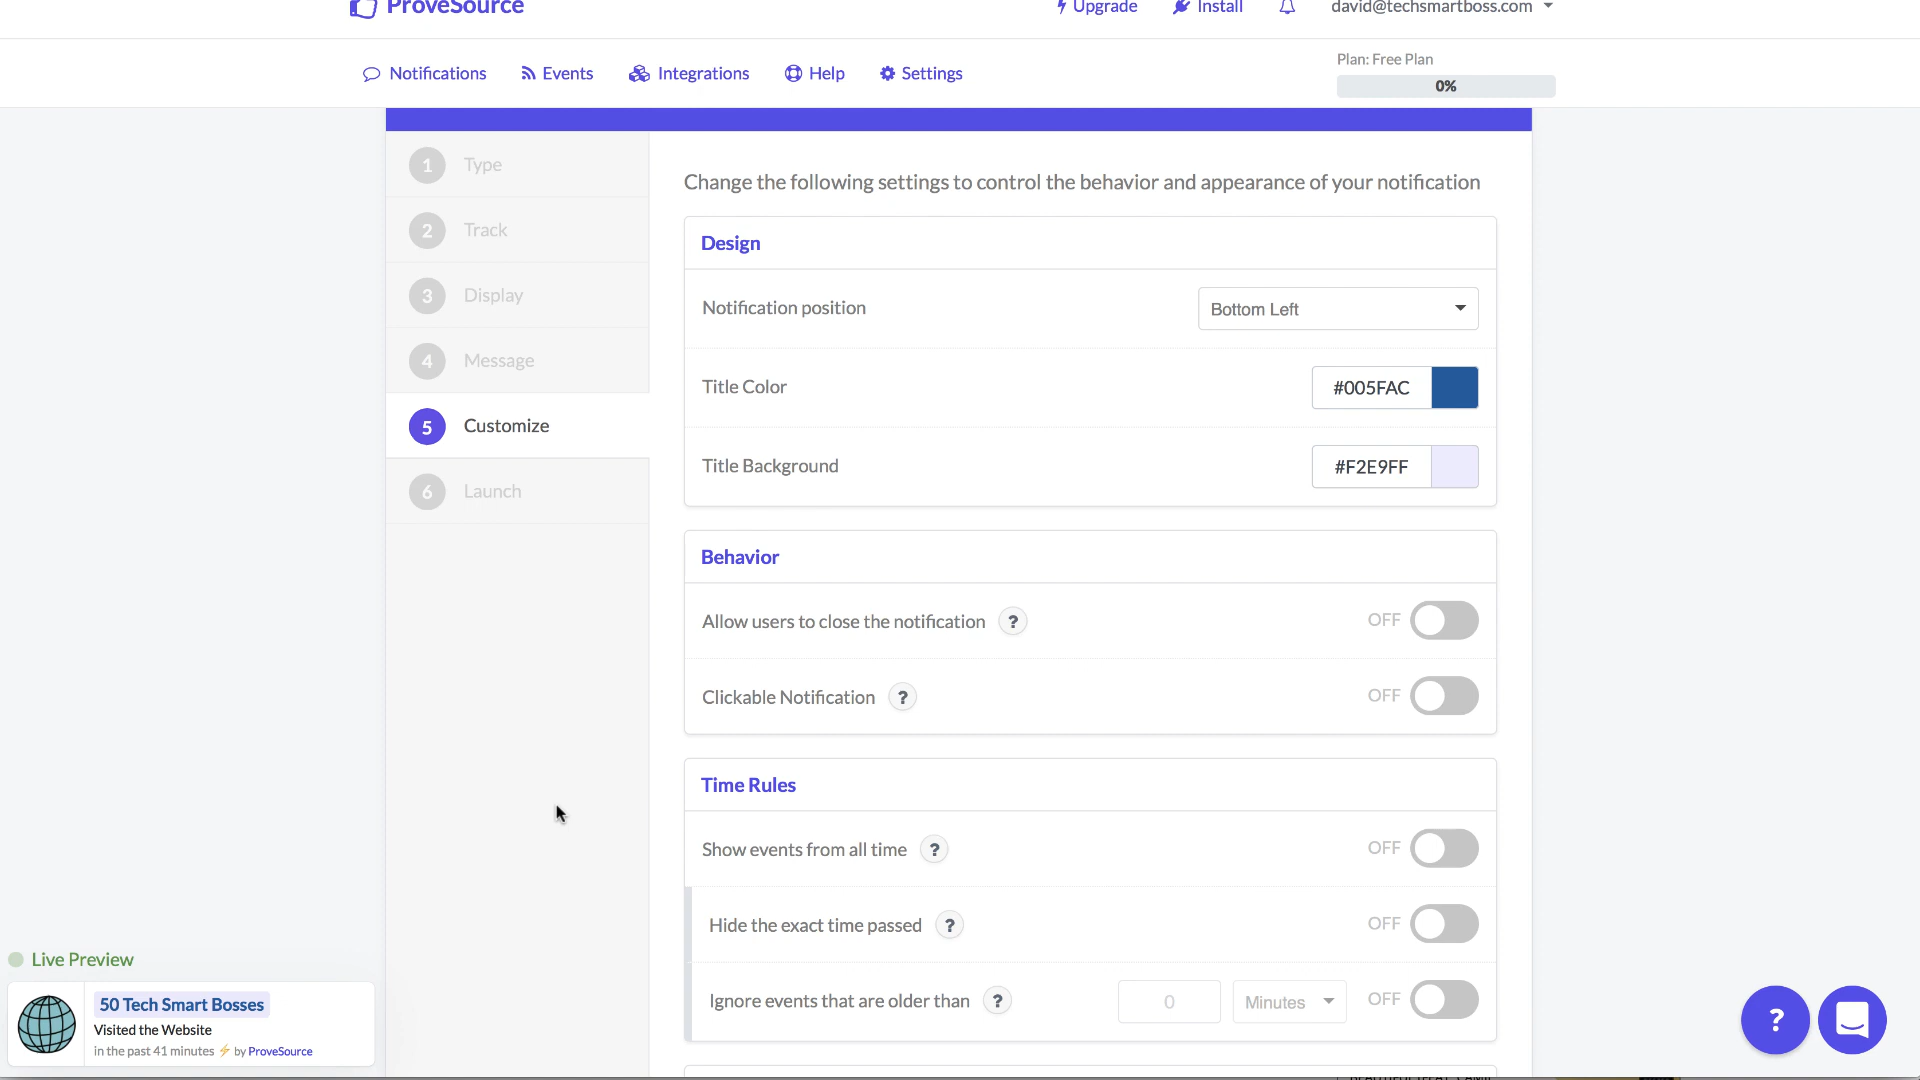 ProveSource
Upgrade
Install
david@techsmartboss.com
Notifications
Events
Integrations
Help
Settings
Plan: Free Plan
0%
1 Type
2 Track
3 Display
4 Message
5 Customize
6 Launch
Change the following settings to control the behavior and appearance of your notification
Design
Notification position
Bottom Left
Title Color
#005FAC
Title Background
#F2E9FF
Behavior
Allow users to close the notification ?
OFF
Clickable Notification ?
OFF
Time Rules
Show events from all time ?
OFF
Hide the exact time passed ?
OFF
Ignore events that are older than ?
0
Minutes
OFF
Live Preview
50 Tech Smart Bosses
Visited the Website
in the past 41 minutes ⚡ by ProveSource
?